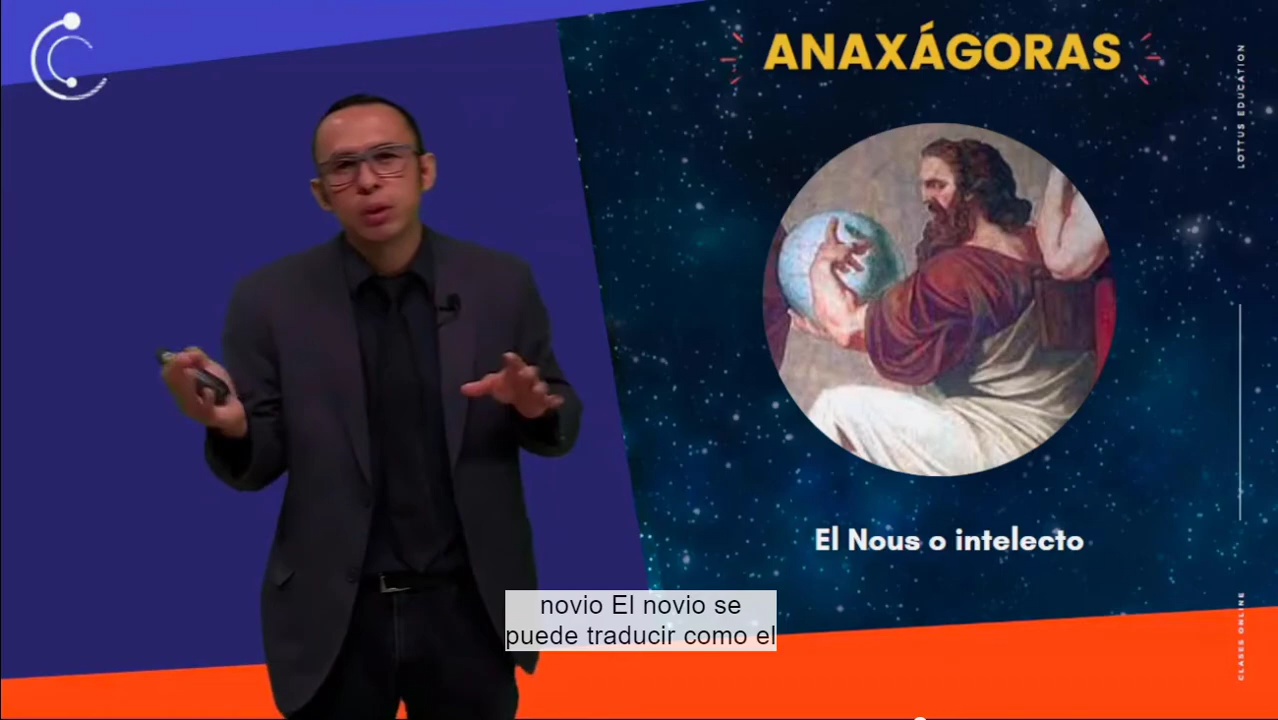 ANAXÁGORAS
LOTTUS EDUCATION
El Nous o intelecto
novio El novio se
puede traducir como el
CLASES ONLINE